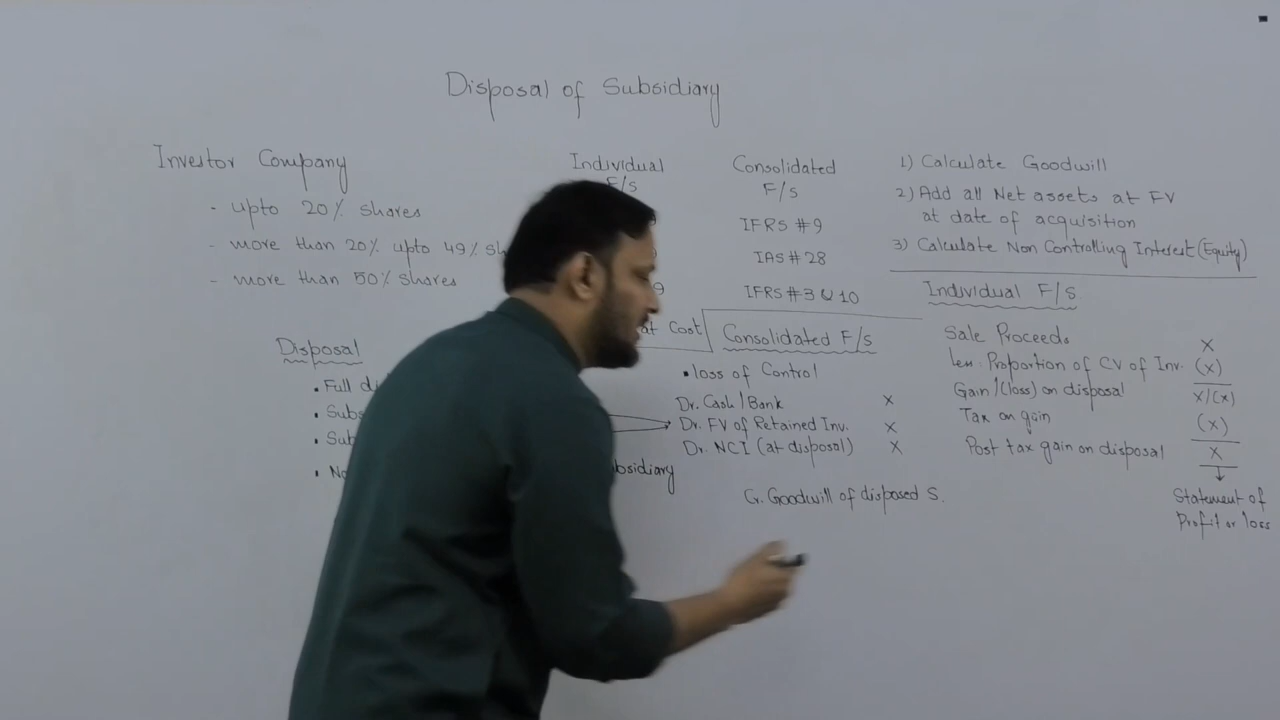 Disposal of Subsidiary
Investor Company
- upto 20% shares
- more than 20% upto 49% sh
- more than 50% shares
Individual
F/s
9
at Cost
Consolidated
F/s
IFRS #9
IAS #28
IFRS #3 & 10
1) Calculate Goodwill
2) Add all Net assets at FV
at date of acquisition
3) Calculate Non Controlling Interest (Equity)
Disposal
• Full di
• Subs
• Sub
• No
ubsidiary
Consolidated F/s
• loss of Control
Dr. Cash/Bank x
Dr. FV of Retained Inv. x
Dr. NCI (at disposal) x
Cr. Goodwill of disposed S.
Individual F/s.
Sale Proceeds x
Less: Proportion of CV of Inv. (x)
Gain/(loss) on disposal x/(x)
Tax on gain (x)
Post tax gain on disposal x
Statement of
Profit or loss